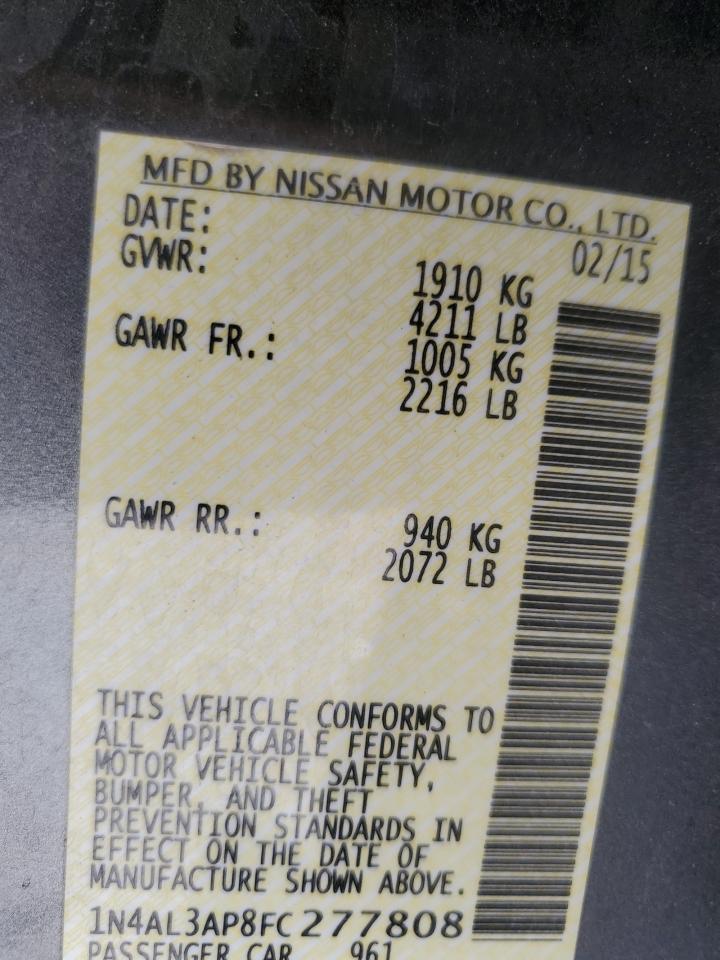 MFD BY NISSAN MOTOR CO., LTD.
DATE: 02/15
GVWR: 1910 KG
4211 LB
GAWR FR.: 1005 KG
2216 LB
GAWR RR.: 940 KG
2072 LB
THIS VEHICLE CONFORMS TO
ALL APPLICABLE FEDERAL
MOTOR VEHICLE SAFETY,
BUMPER, AND THEFT
PREVENTION STANDARDS IN
EFFECT ON THE DATE OF
MANUFACTURE SHOWN ABOVE.
1N4AL3AP8FC277808
PASSENGER CAR 961